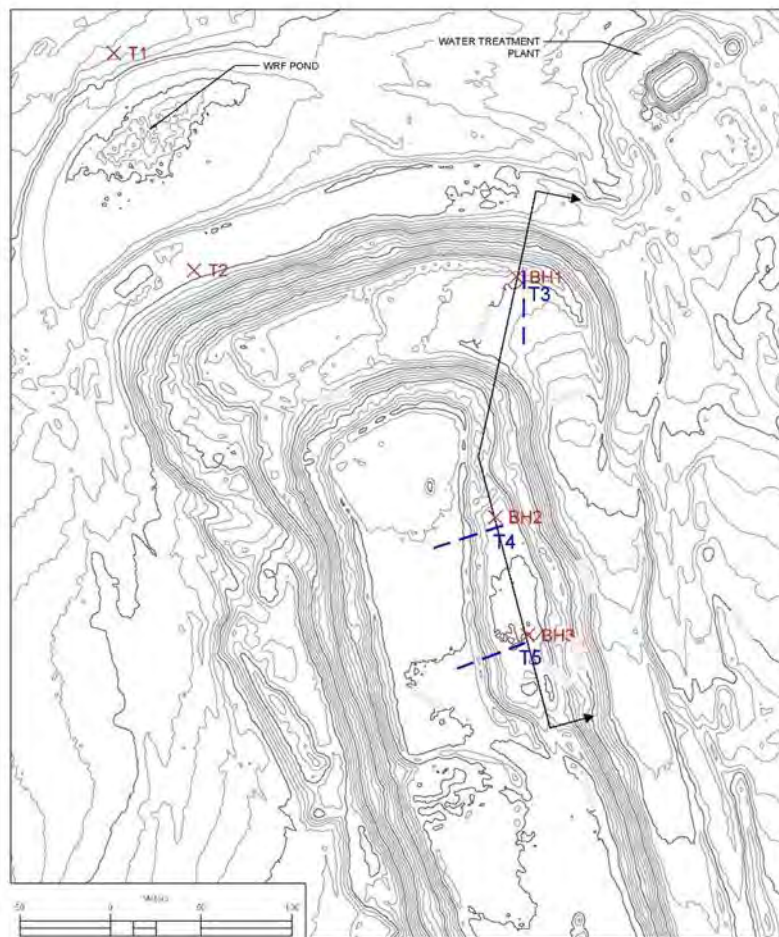 T1
WATER TREATMENT
PLANT
WRF POND
T2
BH1
T3
BH2
T4
BH3
T5
50 0 50 100